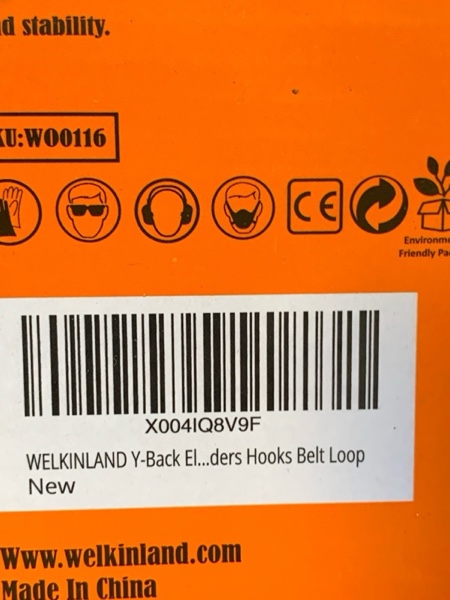 d stability.
KU:WO0116
CE
Environme
Friendly Pa
X004IQ8V9F
WELKINLAND Y-Back El...ders Hooks Belt Loop
New
Www.welkinland.com
Made In China